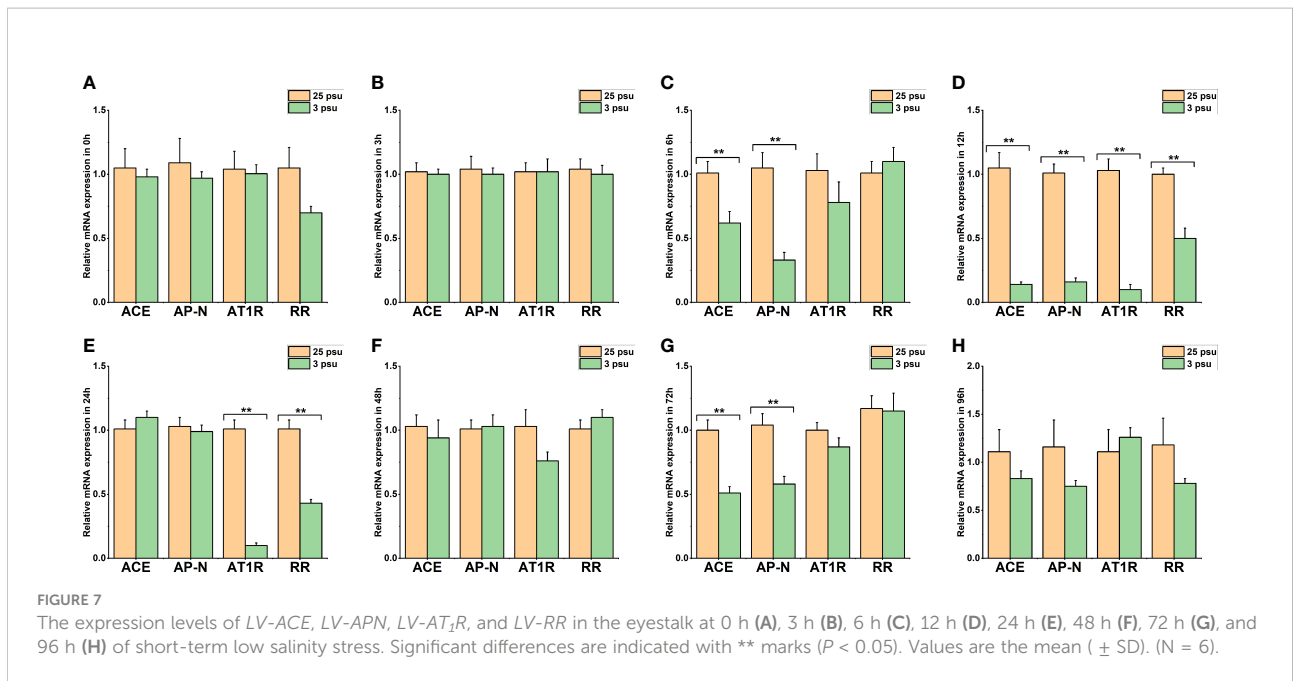 A
25 psu
3 psu
Relative mRNA expression in 0h
1.5
1.0
0.5
0.0
ACE AP-N AT1R RR
B
25 psu
3 psu
Relative mRNA expression in 3h
1.5
1.0
0.5
0.0
ACE AP-N AT1R RR
C
25 psu
3 psu
Relative mRNA expression in 6h
1.5
1.0
0.5
0.0
** **
ACE AP-N AT1R RR
D
25 psu
3 psu
Relative mRNA expression in 12h
1.5
1.0
0.5
0.0
** ** ** **
ACE AP-N AT1R RR
E
25 psu
3 psu
Relative mRNA expression in 24h
1.5
1.0
0.5
0.0
** **
ACE AP-N AT1R RR
F
25 psu
3 psu
Relative mRNA expression in 48h
1.5
1.0
0.5
0.0
ACE AP-N AT1R RR
G
25 psu
3 psu
Relative mRNA expression in 72h
1.5
1.0
0.5
0.0
** **
ACE AP-N AT1R RR
H
25 psu
3 psu
Relative mRNA expression in 96h
2.0
1.5
1.0
0.5
0.0
ACE AP-N AT1R RR
FIGURE 7
The expression levels of LV-ACE, LV-APN, LV-AT₁R, and LV-RR in the eyestalk at 0 h (A), 3 h (B), 6 h (C), 12 h (D), 24 h (E), 48 h (F), 72 h (G), and
96 h (H) of short-term low salinity stress. Significant differences are indicated with ** marks (P < 0.05). Values are the mean ( ± SD). (N = 6).